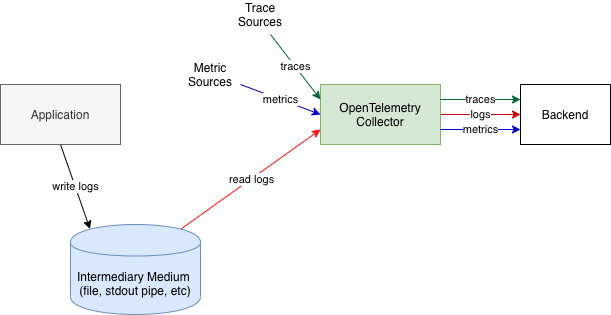 Trace
Sources
traces
Metric
Sources
metrics
Application
OpenTelemetry
Collector
traces
logs
metrics
Backend
write logs
read logs
Intermediary Medium
(file, stdout pipe, etc)